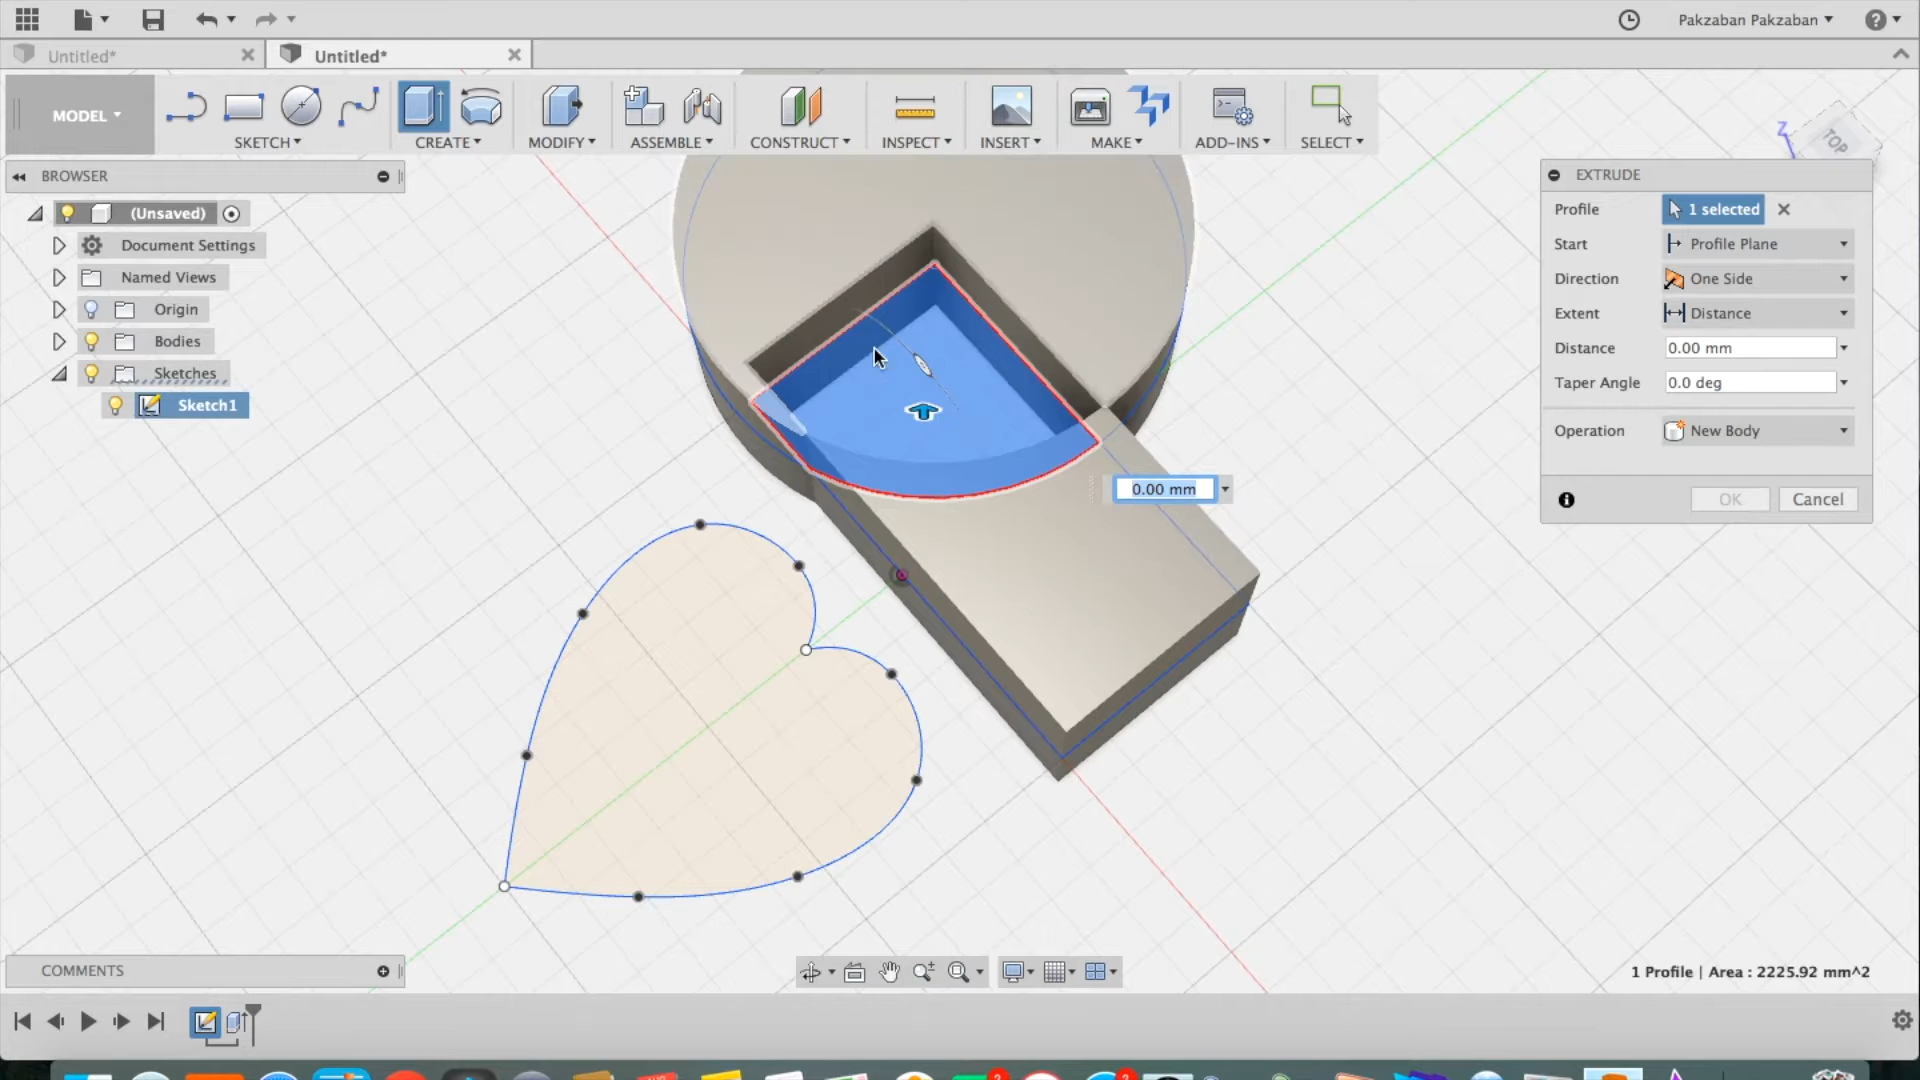 Pakzaban Pakzaban
Untitled*
Untitled*
MODEL
SKETCH
CREATE
MODIFY
ASSEMBLE
CONSTRUCT
INSPECT
INSERT
MAKE
ADD-INS
SELECT
Z
TOP
BROWSER
(Unsaved)
Document Settings
Named Views
Origin
Bodies
Sketches
Sketch1
EXTRUDE
Profile
1 selected
Start
Profile Plane
Direction
One Side
Extent
Distance
Distance
0.00 mm
Taper Angle
0.0 deg
Operation
New Body
OK
Cancel
0.00 mm
COMMENTS
1 Profile | Area : 2225.92 mm^2
2
2